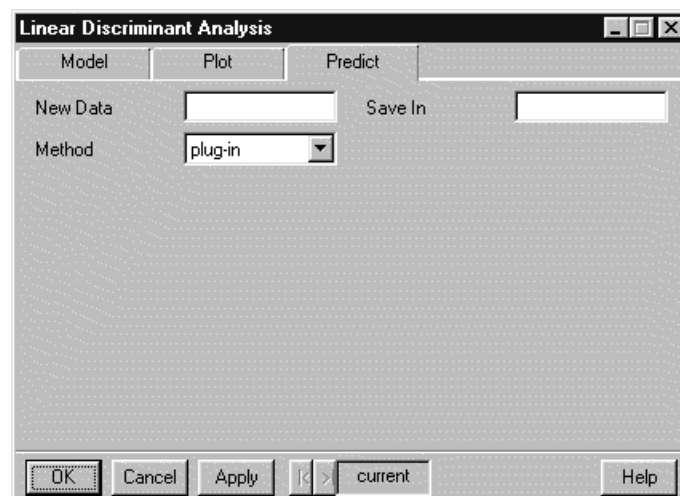 Linear Discriminant Analysis
Model Plot Predict
New Data Save In
Method plug-in
OK Cancel Apply current Help